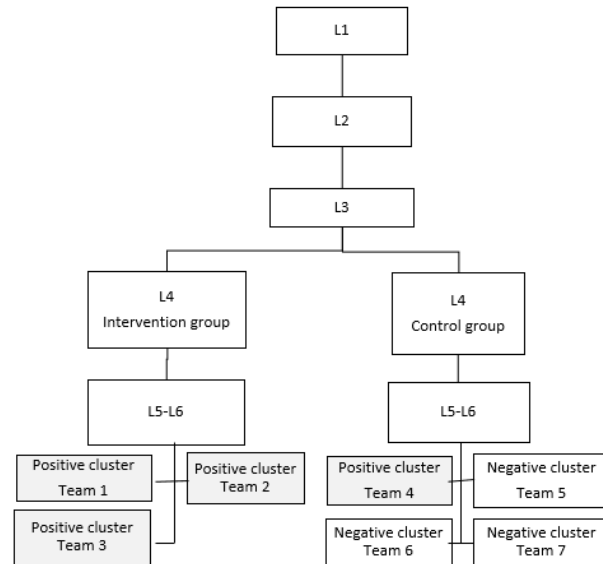 L1
L2
L3
L4
Intervention group
L4
Control group
L5-L6
L5-L6
Positive cluster
Team 1
Positive cluster
Team 2
Positive cluster
Team 3
Positive cluster
Team 4
Negative cluster
Team 5
Negative cluster
Team 6
Negative cluster
Team 7